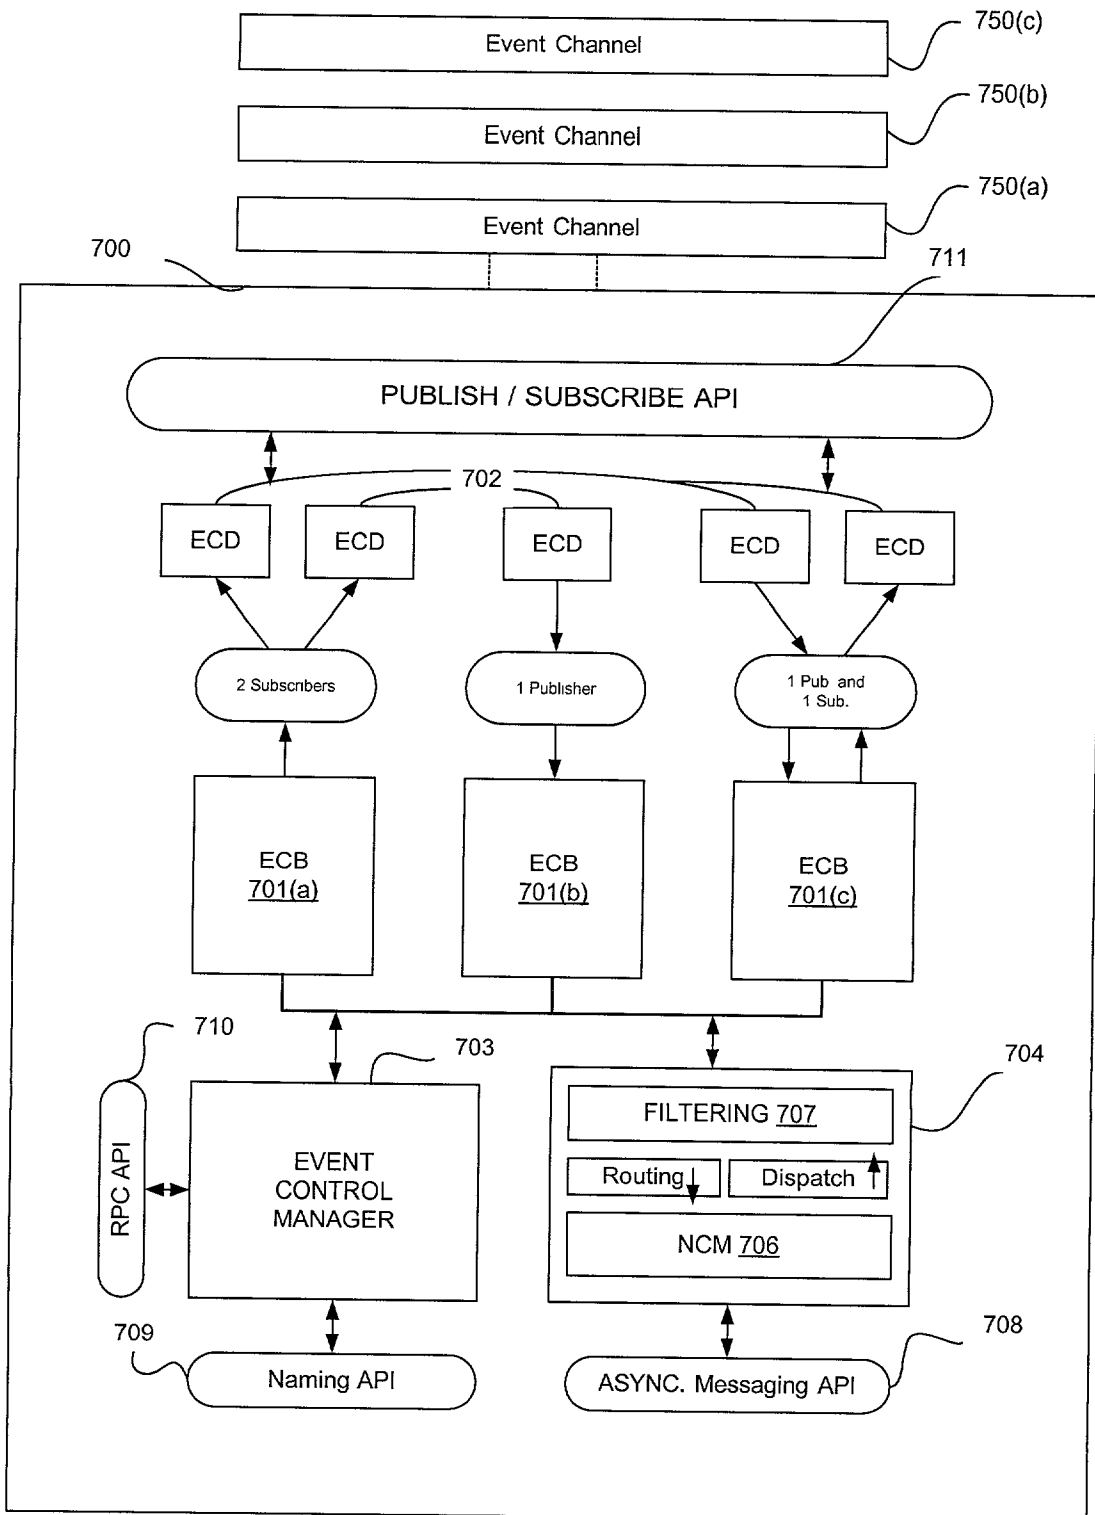 750(c)
Event Channel
750(b)
Event Channel
750(a)
Event Channel
700
711
PUBLISH / SUBSCRIBE API
702
ECD
ECD
ECD
ECD
ECD
2 Subscribers
1 Publisher
1 Pub and
1 Sub.
ECB
701(a)
ECB
701(b)
ECB
701(c)
710
703
704
RPC API
EVENT
CONTROL
MANAGER
FILTERING 707
Routing
Dispatch
NCM 706
709
708
Naming API
ASYNC. Messaging API